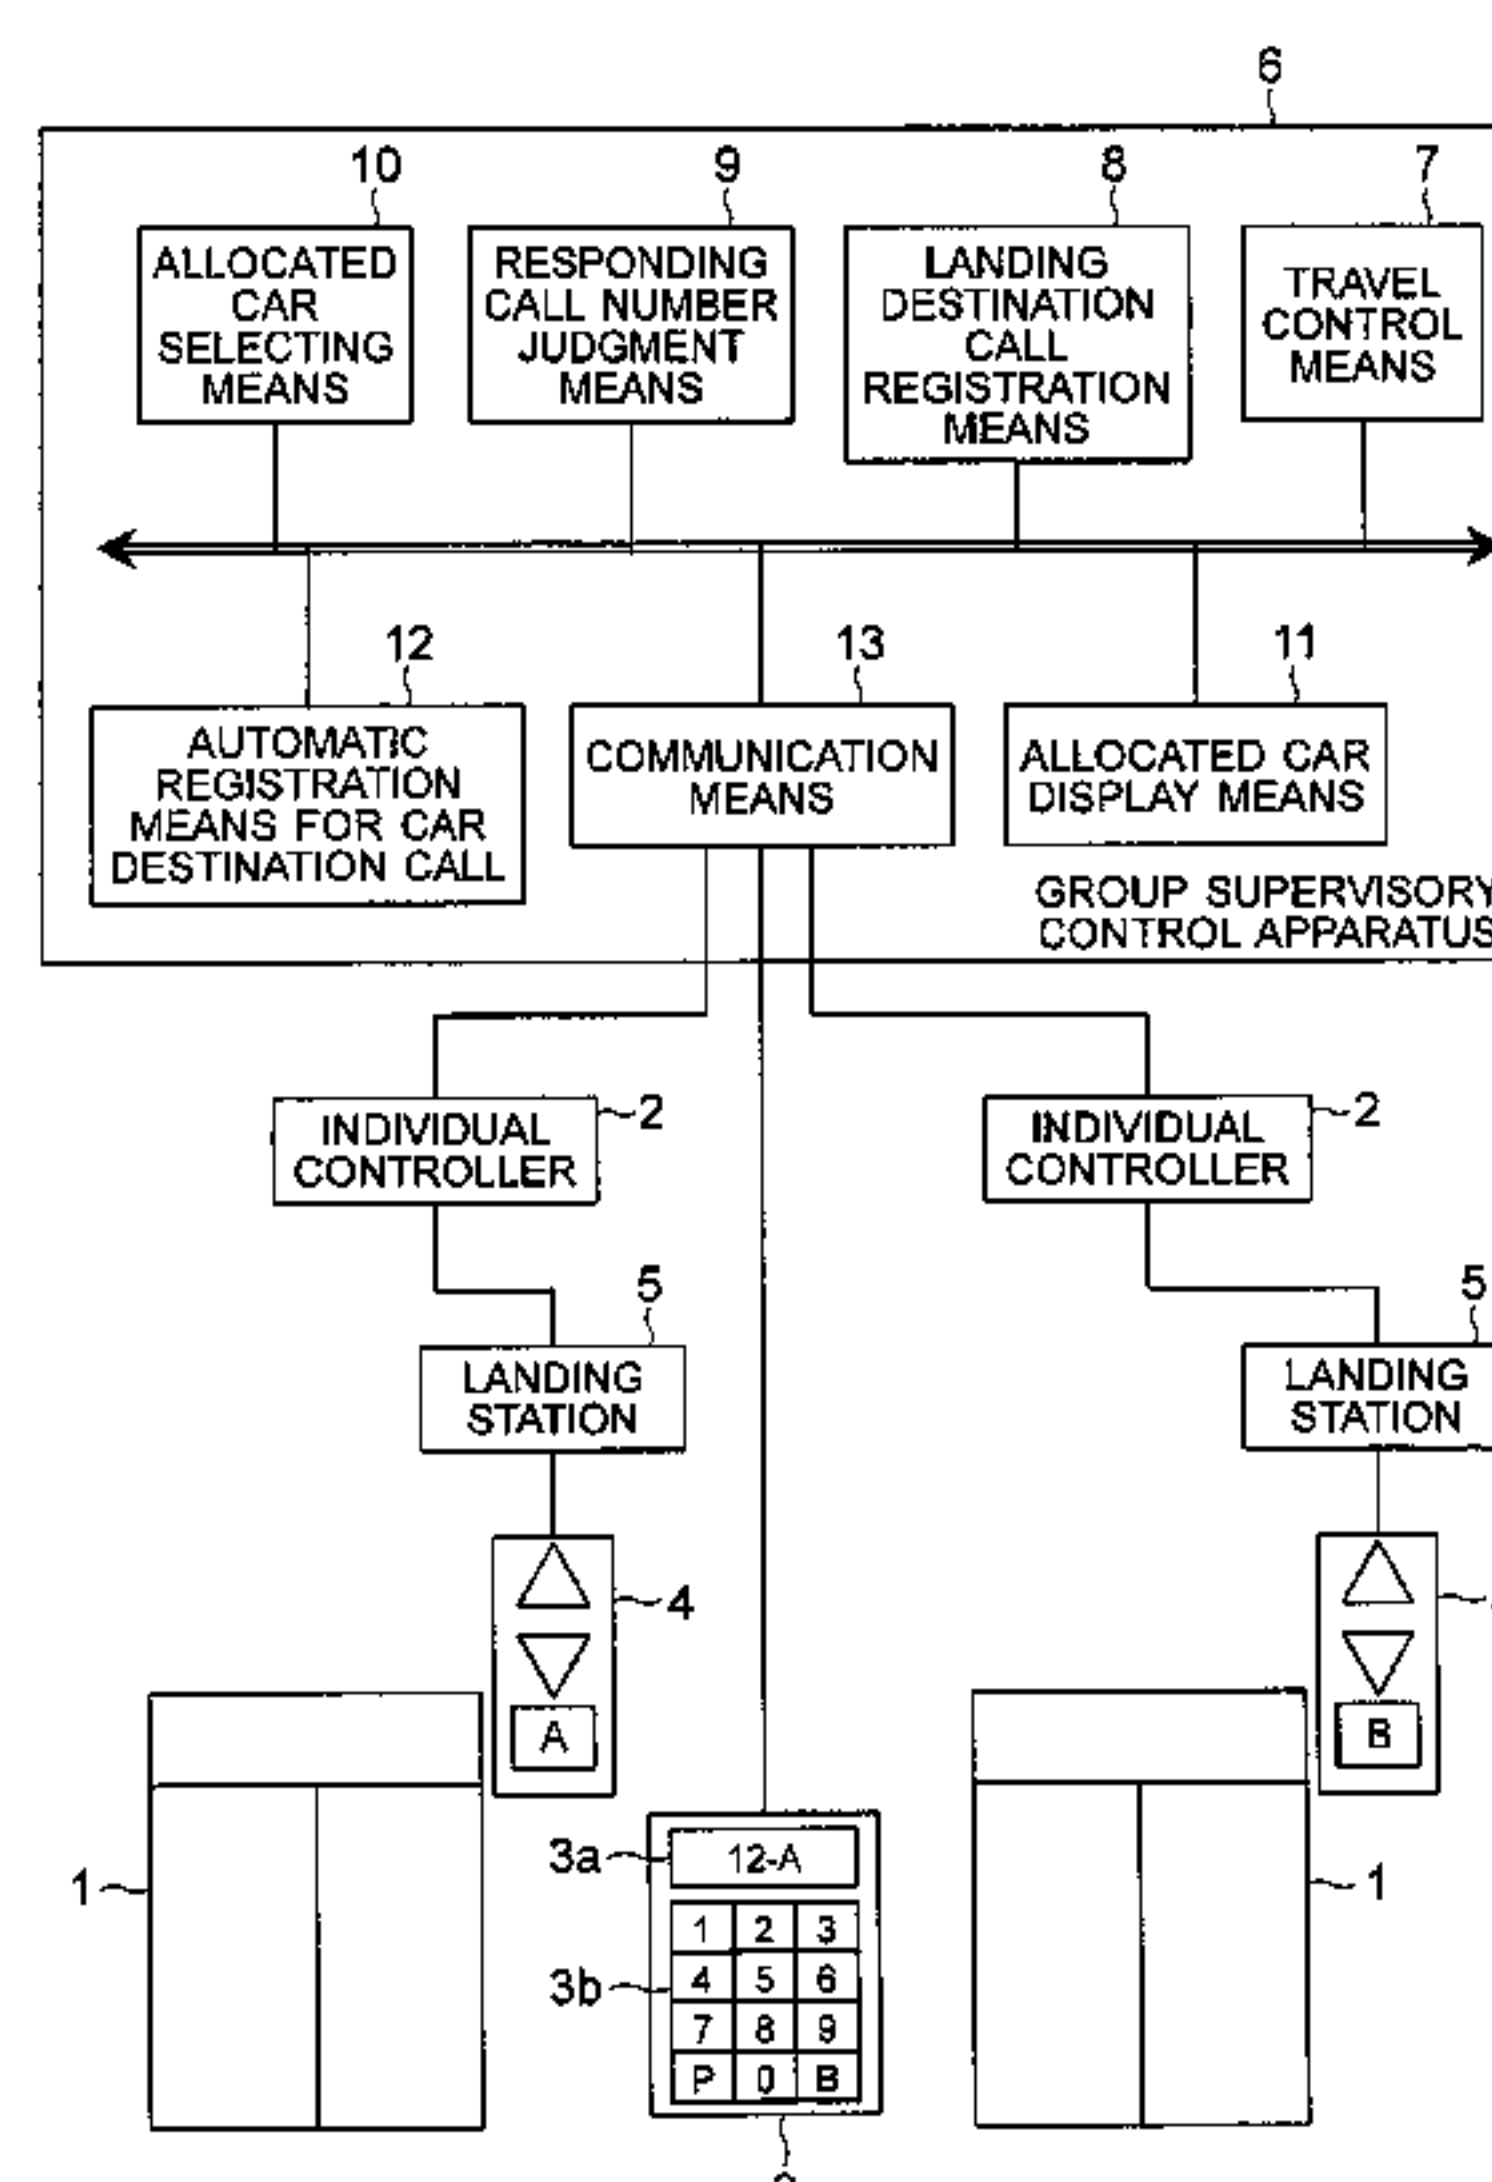 6
10
9
8
7
ALLOCATED
CAR
SELECTING
MEANS
RESPONDING
CALL NUMBER
JUDGMENT
MEANS
LANDING
DESTINATION
CALL
REGISTRATION
MEANS
TRAVEL
CONTROL
MEANS
12
13
11
AUTOMATIC
REGISTRATION
MEANS FOR CAR
DESTINATION CALL
COMMUNICATION
MEANS
ALLOCATED CAR
DISPLAY MEANS
GROUP SUPERVISORY
CONTROL APPARATUS
INDIVIDUAL
CONTROLLER
2
INDIVIDUAL
CONTROLLER
2
5
LANDING
STATION
5
LANDING
STATION
4
A
B
1
3a
12-A
1
3b
1 2 3
4 5 6
7 8 9
P 0 B